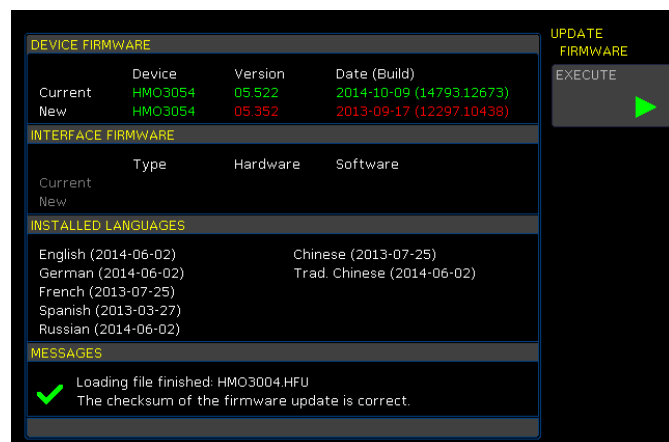 UPDATE
FIRMWARE
EXECUTE
DEVICE FIRMWARE
Device Version Date (Build)
Current HMO3054 05.522 2014-10-09 (14793.12673)
New HMO3054 05.352 2013-09-17 (12297.10438)
INTERFACE FIRMWARE
Type Hardware Software
Current
New
INSTALLED LANGUAGES
English (2014-06-02) Chinese (2013-07-25)
German (2014-06-02) Trad. Chinese (2014-06-02)
French (2013-07-25)
Spanish (2013-03-27)
Russian (2014-06-02)
MESSAGES
Loading file finished: HMO3004.HFU
The checksum of the firmware update is correct.